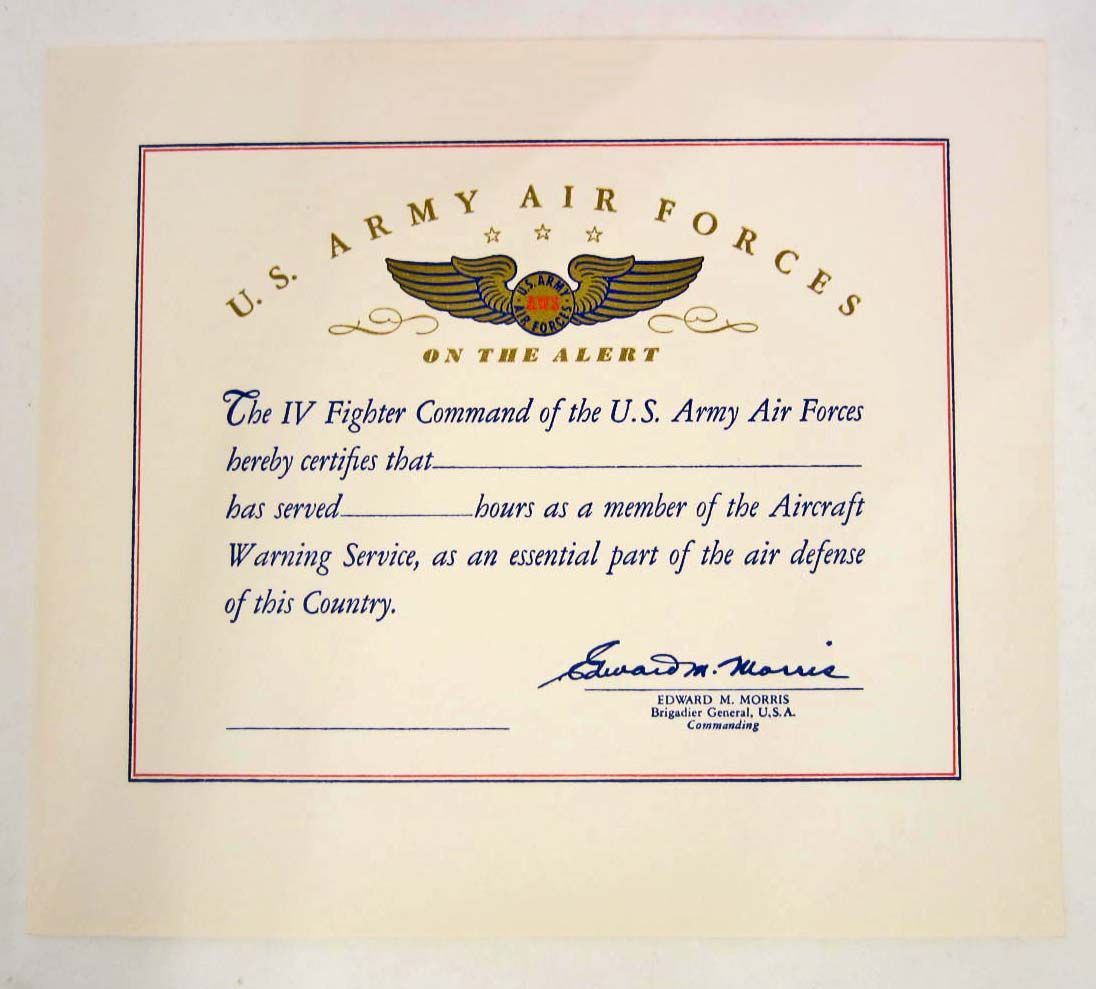 U. S. ARMY AIR FORCES
U.S. ARMY
AWS
AIR FORCES
ON THE ALERT
The IV Fighter Command of the U.S. Army Air Forces
hereby certifies that
has served hours as a member of the Aircraft
Warning Service, as an essential part of the air defense
of this Country.
Edward M. Morris
EDWARD M. MORRIS
Brigadier General, U.S.A.
Commanding